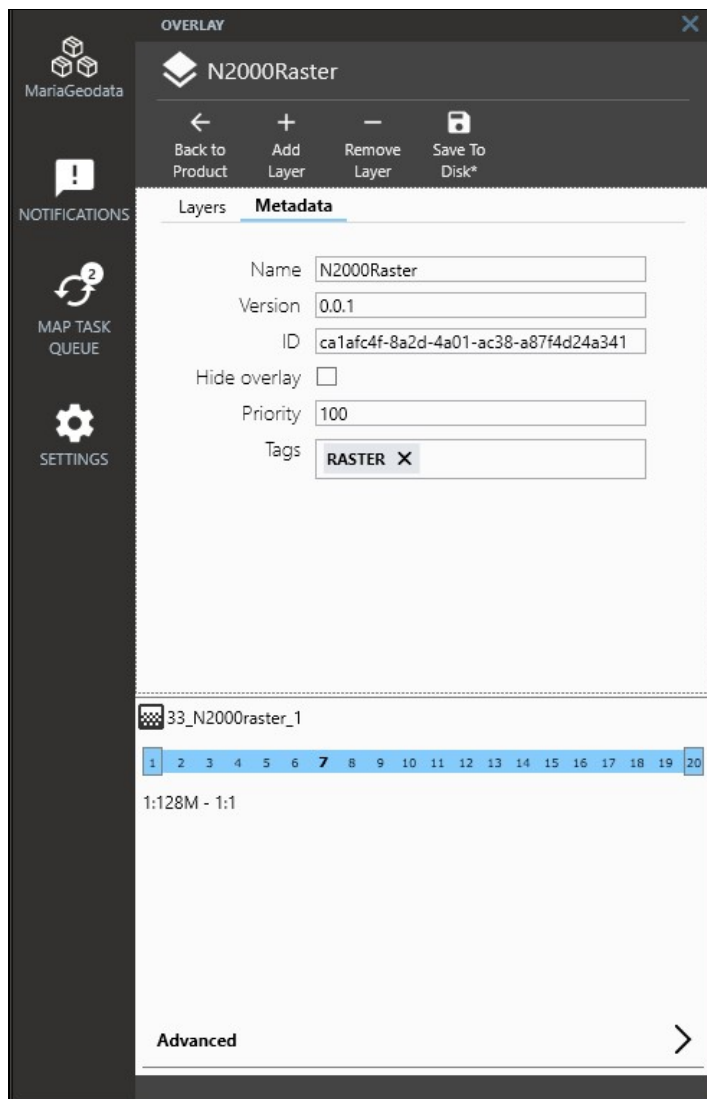 OVERLAY
MariaGeodata
N2000Raster
Back to Product
Add Layer
Remove Layer
Save To Disk*
NOTIFICATIONS
2
MAP TASK QUEUE
SETTINGS
Layers Metadata
Name N2000Raster
Version 0.0.1
ID ca1afc4f-8a2d-4a01-ac38-a87f4d24a341
Hide overlay
Priority 100
Tags RASTER
33_N2000raster_1
1 2 3 4 5 6 7 8 9 10 11 12 13 14 15 16 17 18 19 20
1:128M - 1:1
Advanced